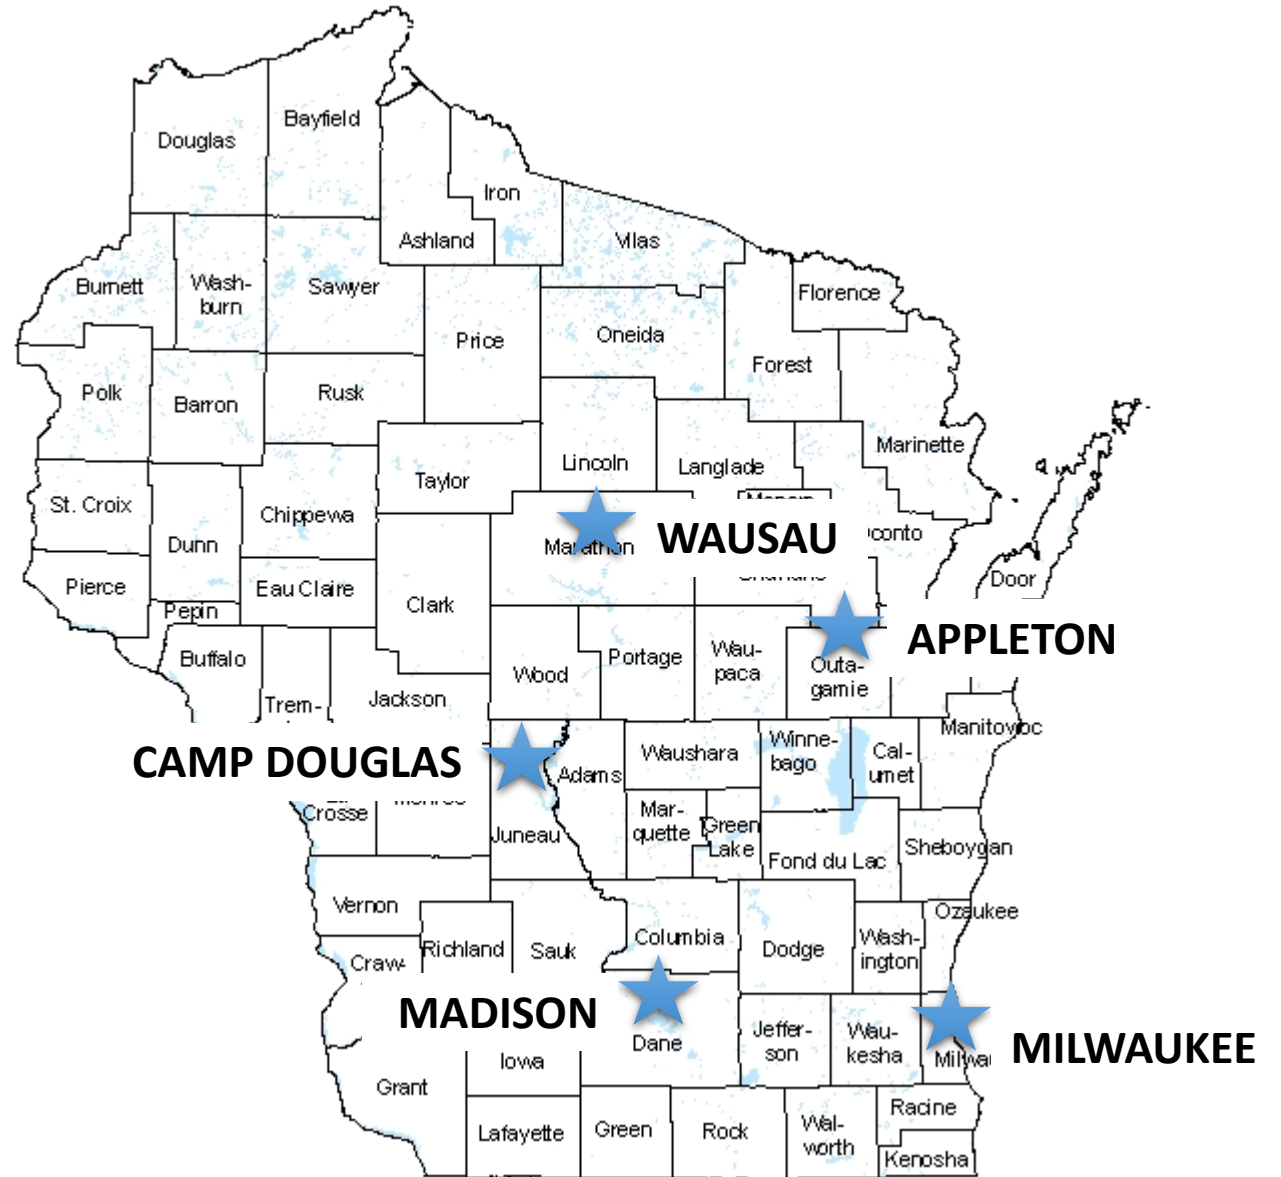 Bayfield
Douglas
Iron
Ashland
Vilas
Burnett
Wash-
burn
Sawyer
Florence
Price
Oneida
Forest
Polk
Barron
Rusk
Marinette
Lincoln
Langlade
Taylor
St. Croix
Chippewa
Dunn
Marathon
WAUSAU
conto
Pierce
Eau Claire
Door
Pepin
Clark
APPLETON
Buffalo
Wood
Portage
Wau-
paca
Outa-
gamie
Trem-
Jackson
Manitowoc
CAMP DOUGLAS
Adams
Waushara
Winne-
bago
Cal-
umet
Crosse
Juneau
Mar-
quette
Green
Lake
Fond du Lac
Sheboygan
Vernon
Ozaukee
Richland
Sauk
Columbia
Dodge
Wash-
ington
Craw-
MADISON
Dane
Jeffer-
son
Wau-
kesha
Milwau
MILWAUKEE
Iowa
Grant
Lafayette
Green
Rock
Wal-
worth
Racine
Kenosha